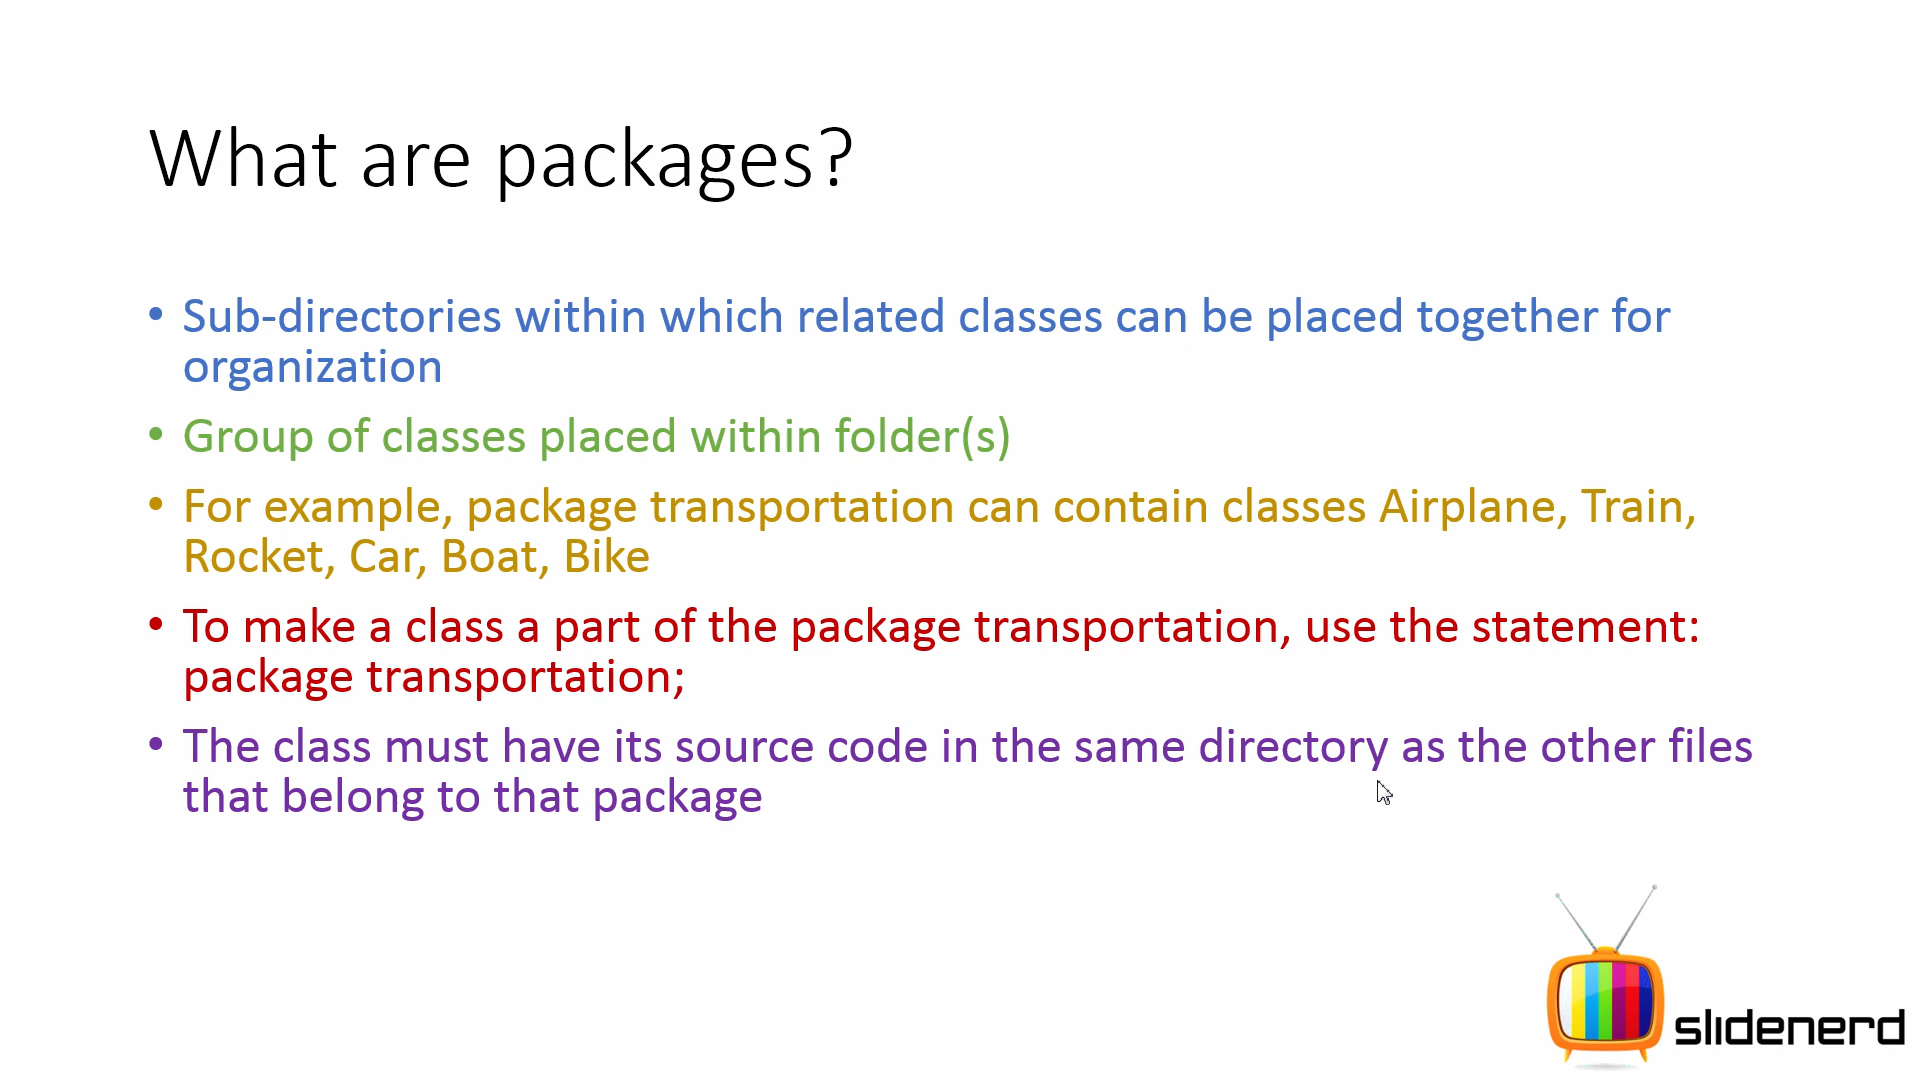 What are packages?
• Sub-directories within which related classes can be placed together for
organization
• Group of classes placed within folder(s)
• For example, package transportation can contain classes Airplane, Train,
Rocket, Car, Boat, Bike
• To make a class a part of the package transportation, use the statement:
package transportation;
• The class must have its source code in the same directory as the other files
that belong to that package
slidenerd